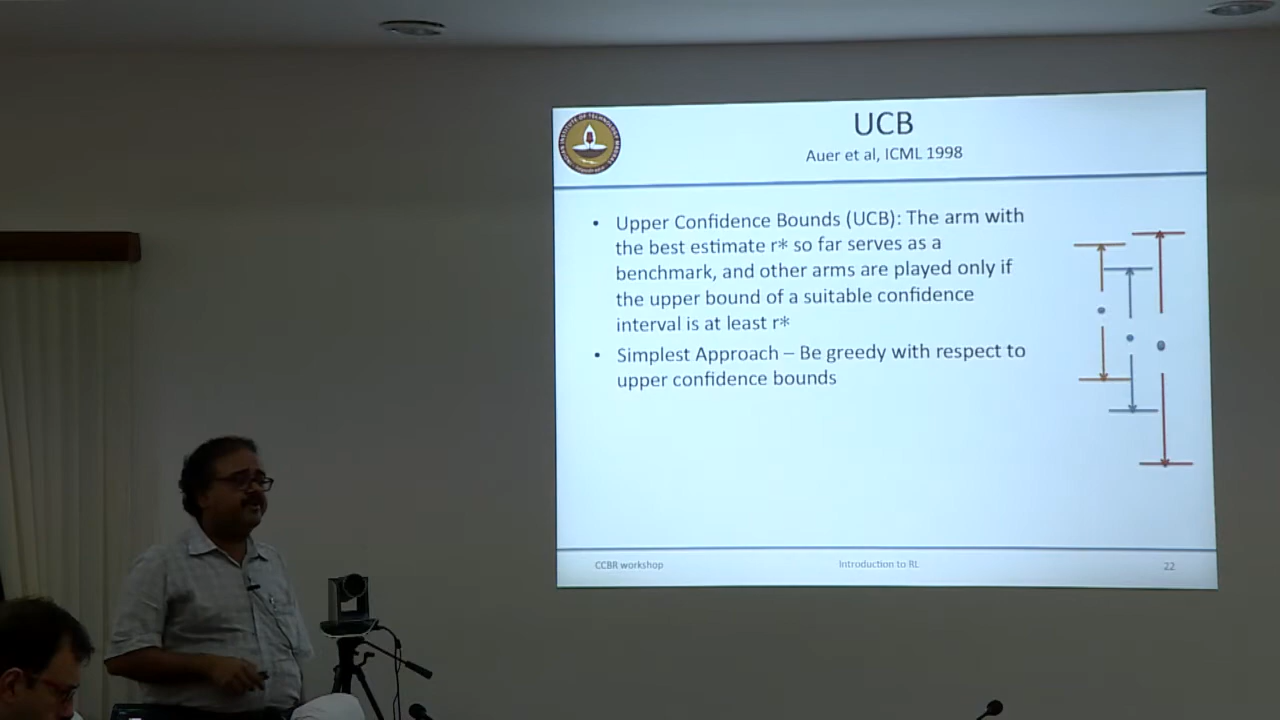 UCB
Auer et al, ICML 1998
• Upper Confidence Bounds (UCB): The arm with
the best estimate r* so far serves as a
benchmark, and other arms are played only if
the upper bound of a suitable confidence
interval is at least r*
• Simplest Approach – Be greedy with respect to
upper confidence bounds
CCBR workshop
Introduction to RL
22